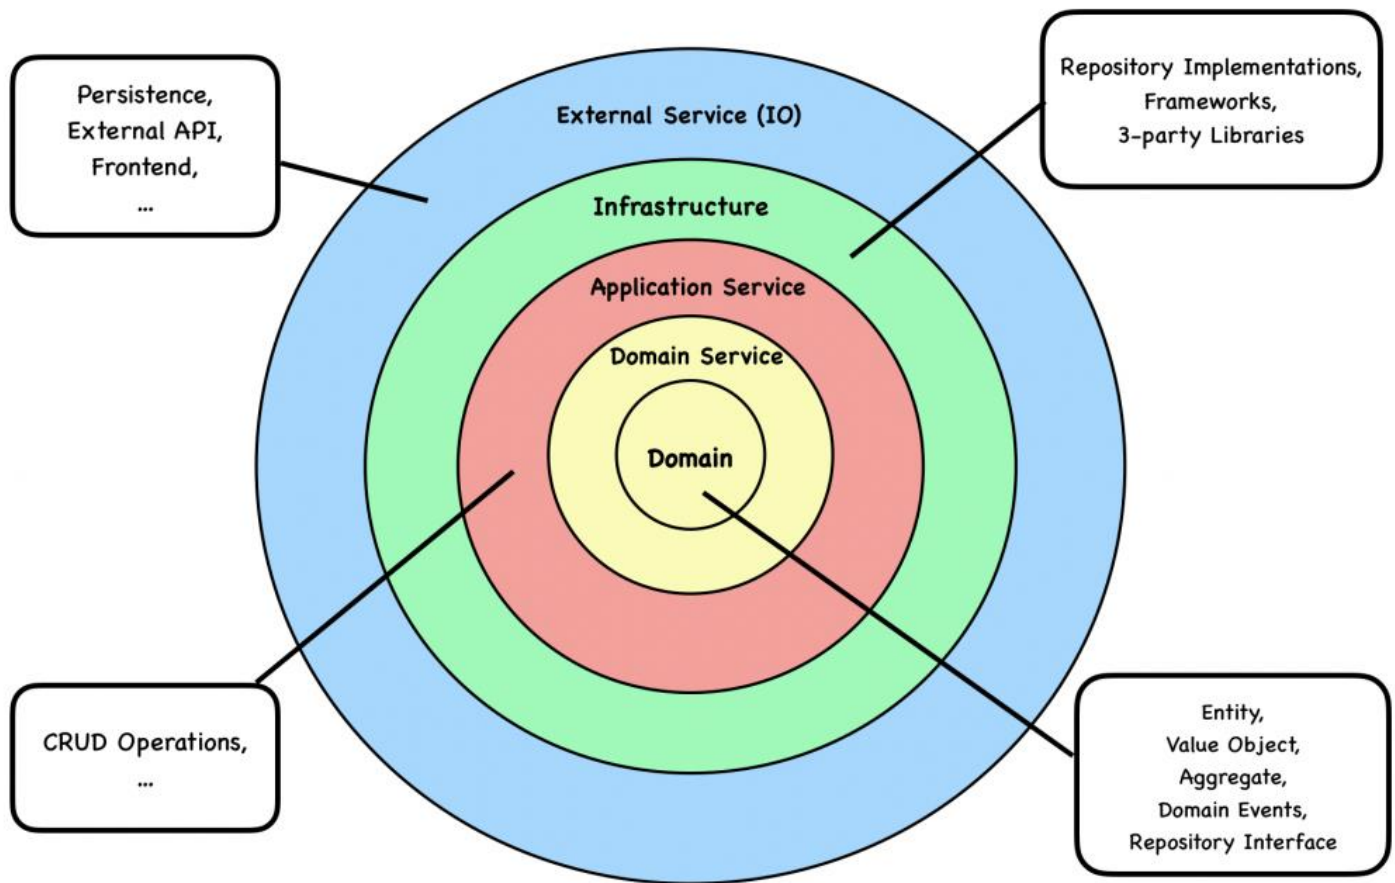 Persistence,
External API,
Frontend,
...
External Service (IO)
Repository Implementations,
Frameworks,
3-party Libraries
Infrastructure
Application Service
Domain Service
Domain
CRUD Operations,
...
Entity,
Value Object,
Aggregate,
Domain Events,
Repository Interface